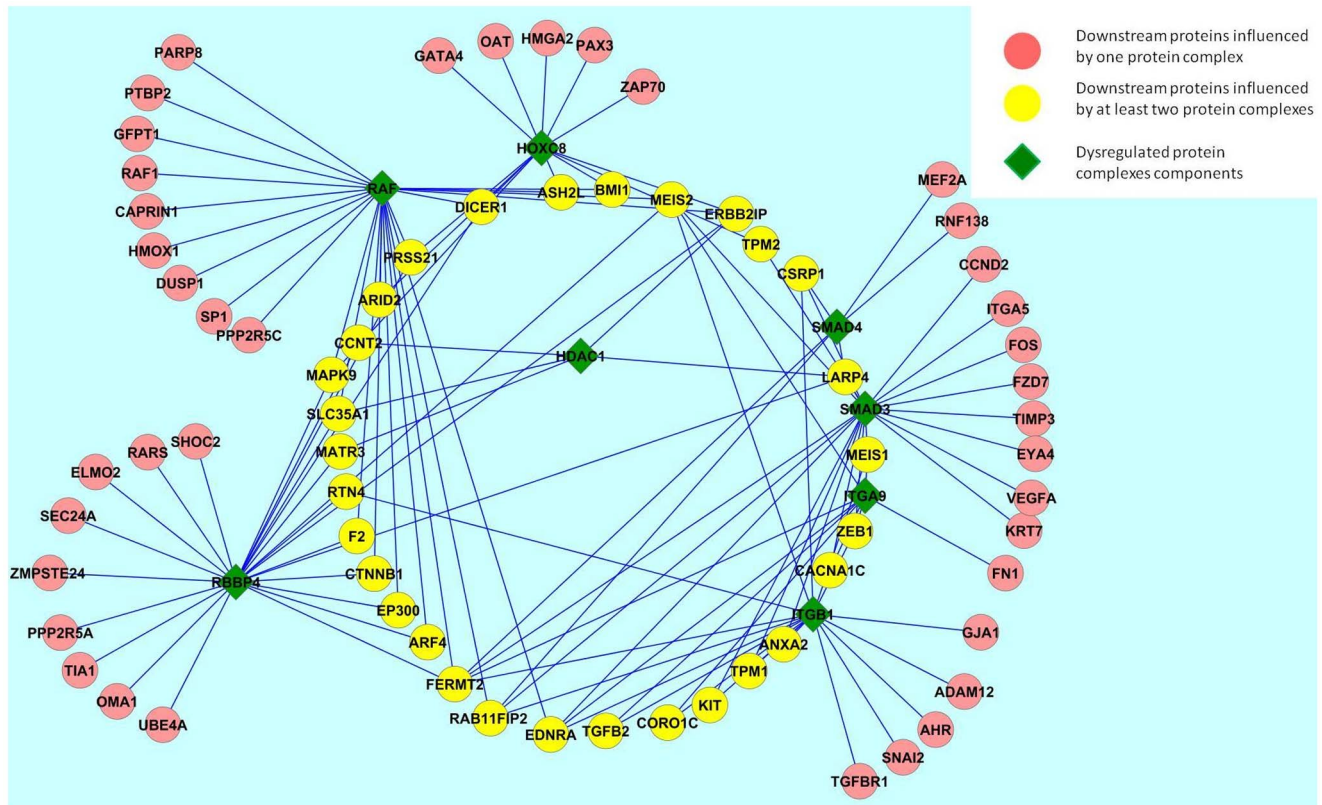 Downstream proteins influenced
by one protein complex
Downstream proteins influenced
by at least two protein complexes
Dysregulated protein
complexes components
PARP8
PTBP2
GFPT1
RAF1
CAPRIN1
HMOX1
DUSP1
SP1
PPP2R5C
GATA4
OAT
HMGA2
PAX3
ZAP70
HOXC8
RAF
DICER1
ASH2L
BMI1
MEIS2
ERBB2IP
TPM2
CSRP1
MEF2A
RNF138
CCND2
ITGA5
FOS
FZD7
TIMP3
EYA4
VEGFA
KRT7
FN1
PRSS21
ARID2
CCNT2
MAPK9
SLC35A1
MATR3
RTN4
F2
CTNNB1
EP300
ARF4
FERMT2
RAB11FIP2
EDNRA
TGFB2
CORO1C
KIT
TPM1
ANXA2
HDAC1
SMAD4
LARP4
SMAD3
MEIS1
ITGA9
ZEB1
CACNA1C
ITGB1
GJA1
ADAM12
AHR
SNAI2
TGFBR1
SHOC2
RARS
ELMO2
SEC24A
ZMPSTE24
RBBP4
PPP2R5A
TIA1
OMA1
UBE4A